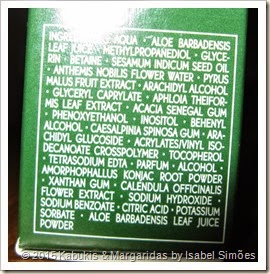 INGREDIENTS: AQUA · *ALOE BARBADENSIS
LEAF JUICE · METHYLPROPANEDIOL · GLYCE-
RIN · BETAINE · SESAMUM INDICUM SEED OIL
· ANTHEMIS NOBILIS FLOWER WATER · PYRUS
MALUS FRUIT EXTRACT · ARACHIDYL ALCOHOL
· GLYCERYL CAPRYLATE · APHLOIA THEIFOR-
MIS LEAF EXTRACT · ACACIA SENEGAL GUM
· PHENOXYETHANOL · INOSITOL · BEHENYL
ALCOHOL · CAESALPINIA SPINOSA GUM · ARA-
CHIDYL GLUCOSIDE · ACRYLATES/VINYL ISO-
DECANOATE CROSSPOLYMER · TOCOPHEROL
· TETRASODIUM EDTA · PARFUM · ALCOHOL ·
AMORPHOPHALLUS KONJAC ROOT POWDER
· XANTHAN GUM · CALENDULA OFFICINALIS
FLOWER EXTRACT · SODIUM HYDROXIDE ·
SODIUM BENZOATE · CITRIC ACID · POTASSIUM
SORBATE · ALOE BARBADENSIS LEAF JUICE
POWDER
© 2015 Kabukis & Margaridas by Isabel Simões